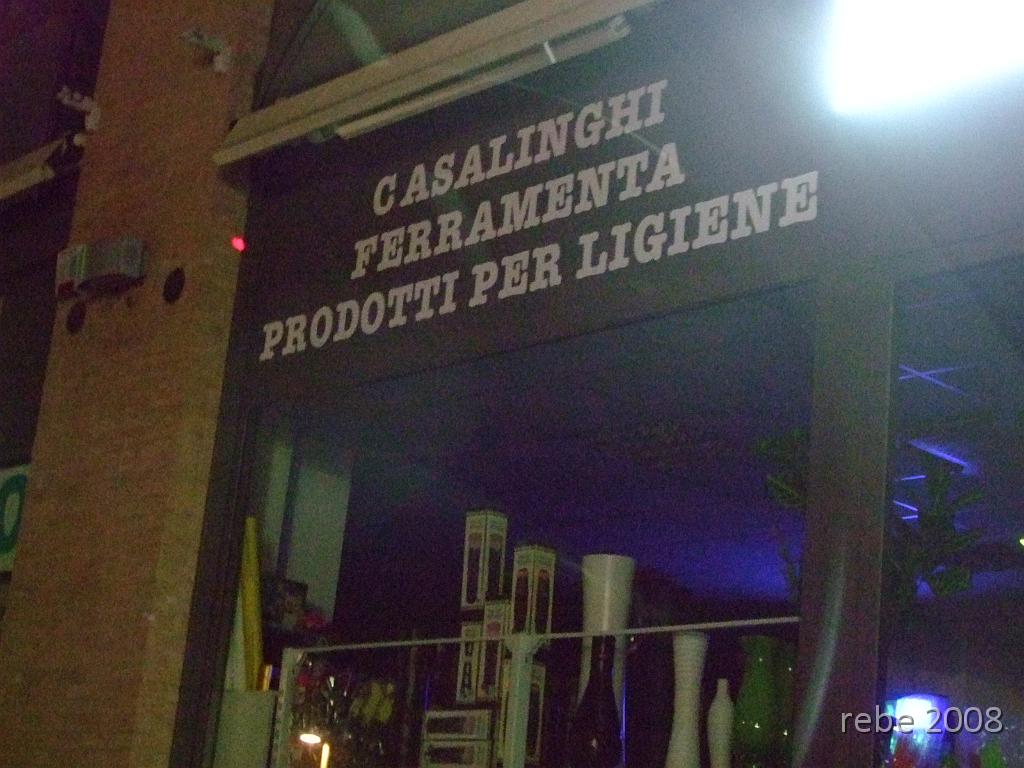 CASALINGHI
FERRAMENTA
PRODOTTI PER LIGIENE
rebe 2008